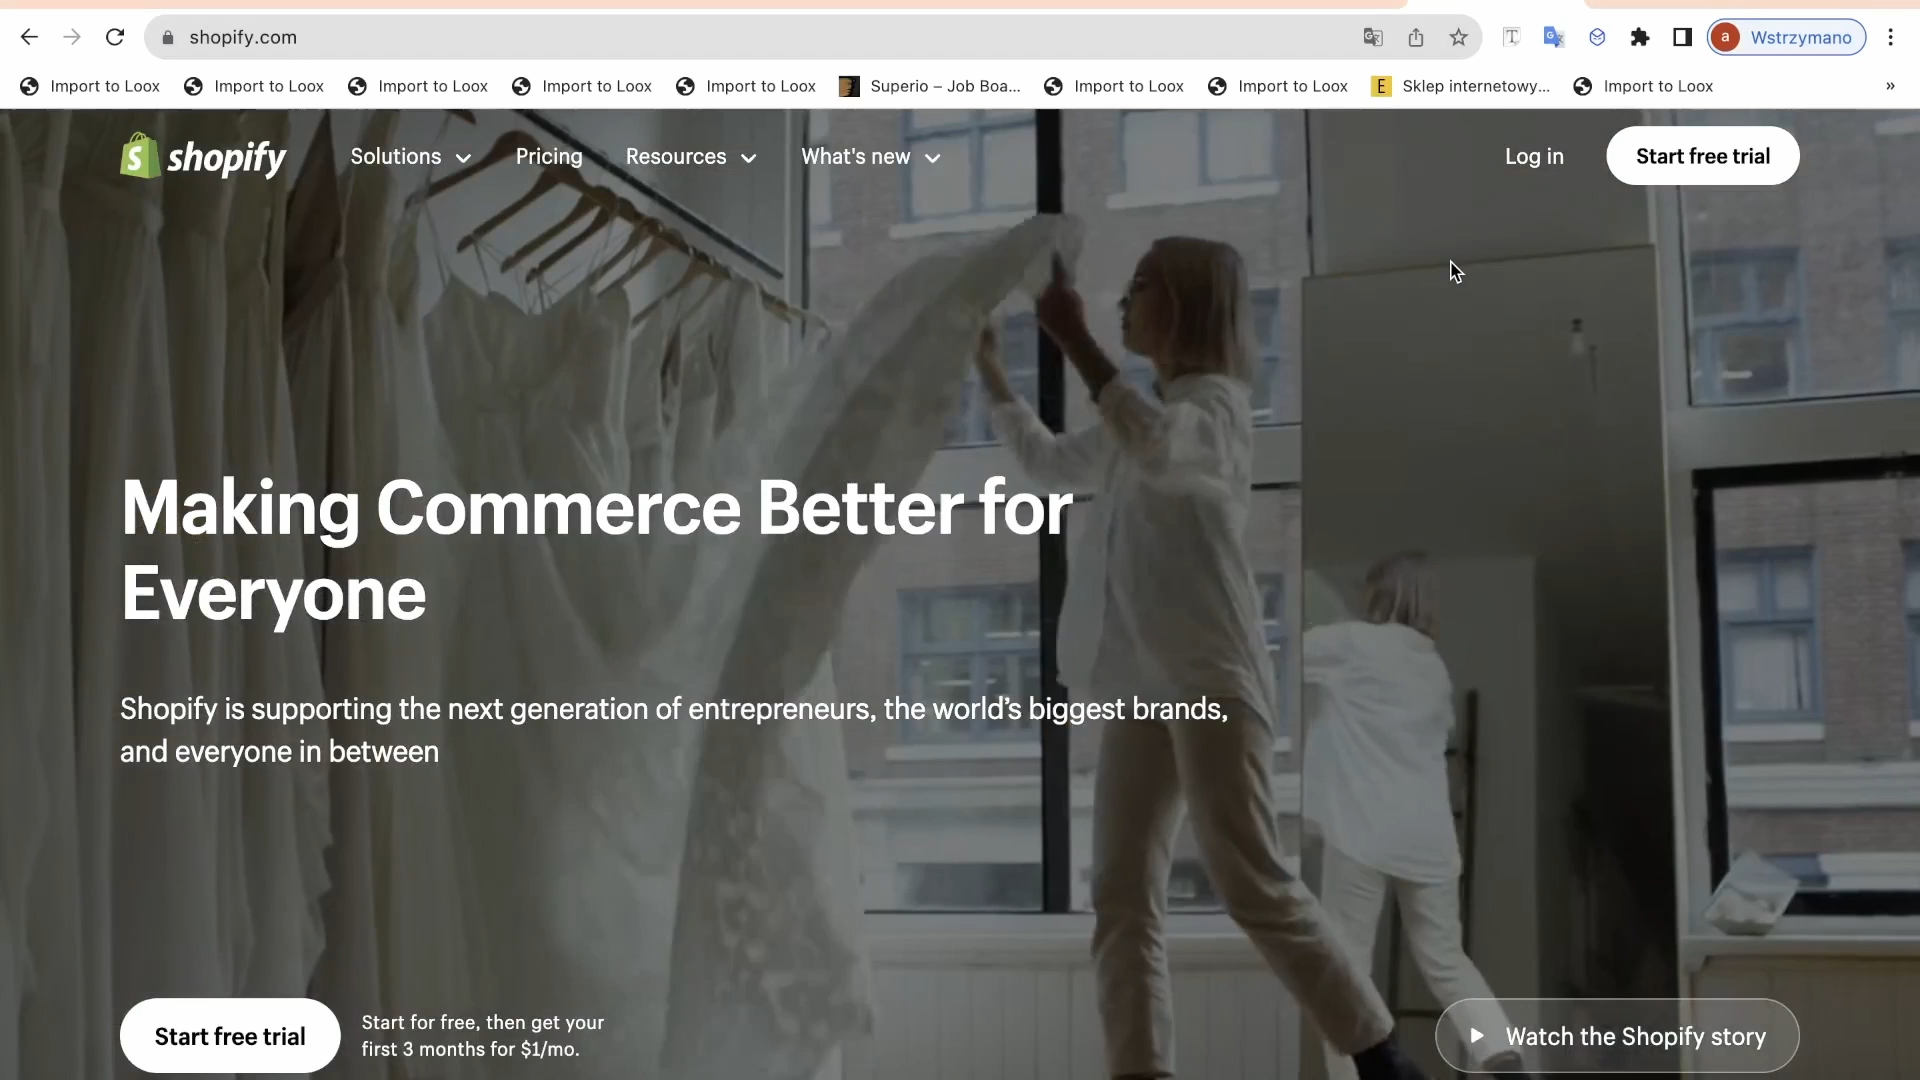 shopify.com
Wstrzymano
a
Import to Loox
Import to Loox
Import to Loox
Import to Loox
Import to Loox
Superio – Job Boa...
Import to Loox
Import to Loox
E
Sklep internetowy...
Import to Loox
»
shopify
Solutions
Pricing
Resources
What's new
Log in
Start free trial
Making Commerce Better for
Everyone
Shopify is supporting the next generation of entrepreneurs, the world’s biggest brands,
and everyone in between
Start free trial
Start for free, then get your
first 3 months for $1/mo.
Watch the Shopify story